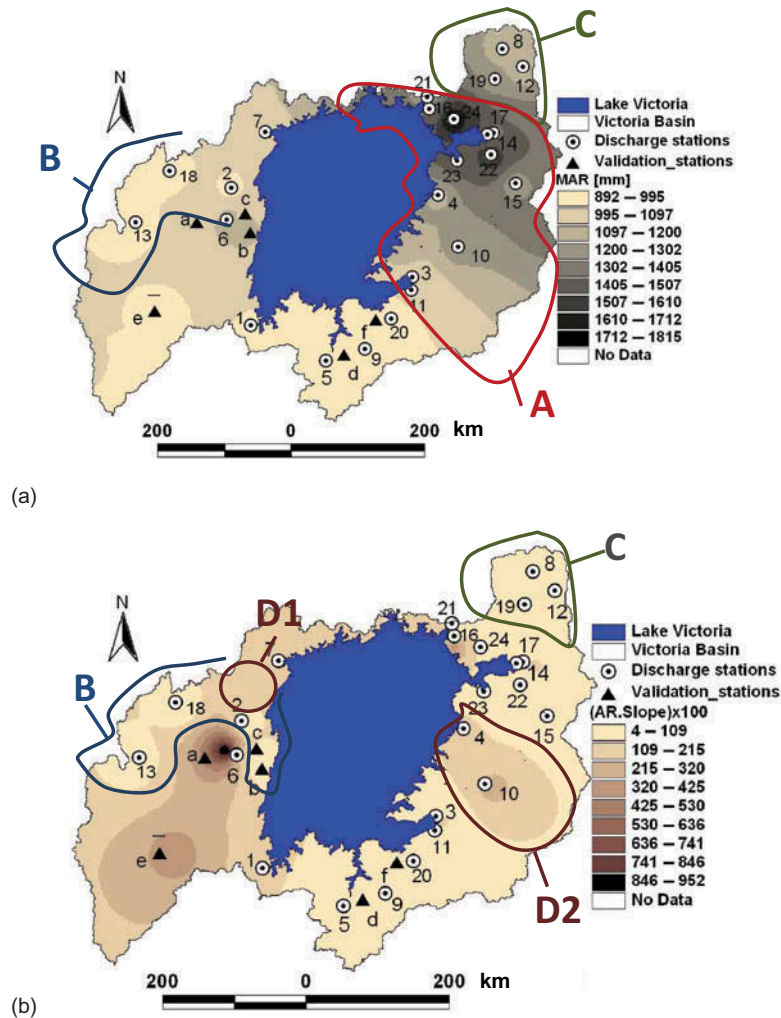 C
8
N
19
12
21
16
24
Lake Victoria
Victoria Basin
Discharge stations
Validation_stations
7
17
14
B
22
23
MAR [mm]
892 – 995
995 – 1097
1097 – 1200
1200 – 1302
1302 – 1405
1405 – 1507
1507 – 1610
1610 – 1712
1712 – 1815
No Data
18
2
c
4
15
13
a
6
b
10
3
11
e
1
f
20
5
d
9
A
200 0 200 km
(a)
C
8
N
D1
19
12
21
16
24
Lake Victoria
Victoria Basin
Discharge stations
Validation_stations
7
17
14
B
22
23
(AR.Slope)x100
4 – 109
109 – 215
215 – 320
320 – 425
425 – 530
530 – 636
636 – 741
741 – 846
846 – 952
No Data
18
2
c
4
15
13
a
6
b
10
3
11
e
1
f
20
5
d
9
D2
200 0 200 km
(b)